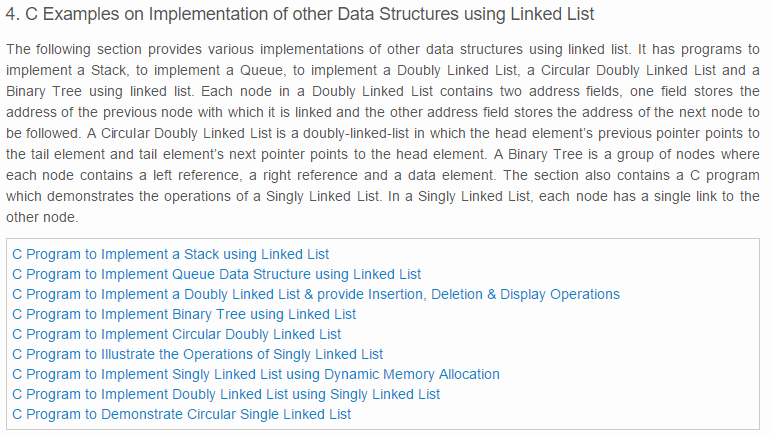 4. C Examples on Implementation of other Data Structures using Linked List
The following section provides various implementations of other data structures using linked list. It has programs to
implement a Stack, to implement a Queue, to implement a Doubly Linked List, a Circular Doubly Linked List and a
Binary Tree using linked list. Each node in a Doubly Linked List contains two address fields, one field stores the
address of the previous node with which it is linked and the other address field stores the address of the next node to
be followed. A Circular Doubly Linked List is a doubly-linked-list in which the head element's previous pointer points to
the tail element and tail element's next pointer points to the head element. A Binary Tree is a group of nodes where
each node contains a left reference, a right reference and a data element. The section also contains a C program
which demonstrates the operations of a Singly Linked List. In a Singly Linked List, each node has a single link to the
other node.
C Program to Implement a Stack using Linked List
C Program to Implement Queue Data Structure using Linked List
C Program to Implement a Doubly Linked List & provide Insertion, Deletion & Display Operations
C Program to Implement Binary Tree using Linked List
C Program to Implement Circular Doubly Linked List
C Program to Illustrate the Operations of Singly Linked List
C Program to Implement Singly Linked List using Dynamic Memory Allocation
C Program to Implement Doubly Linked List using Singly Linked List
C Program to Demonstrate Circular Single Linked List